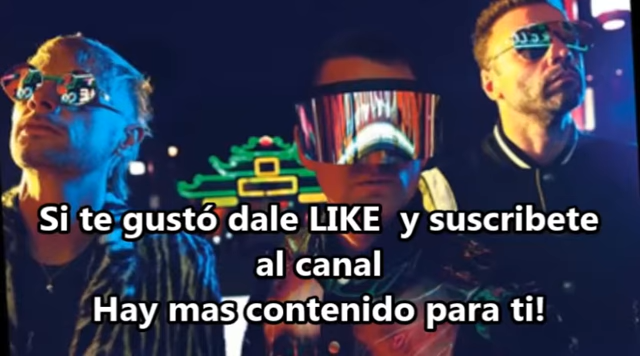 Si te gustó dale LIKE  y suscribete
al canal
Hay mas contenido para ti!